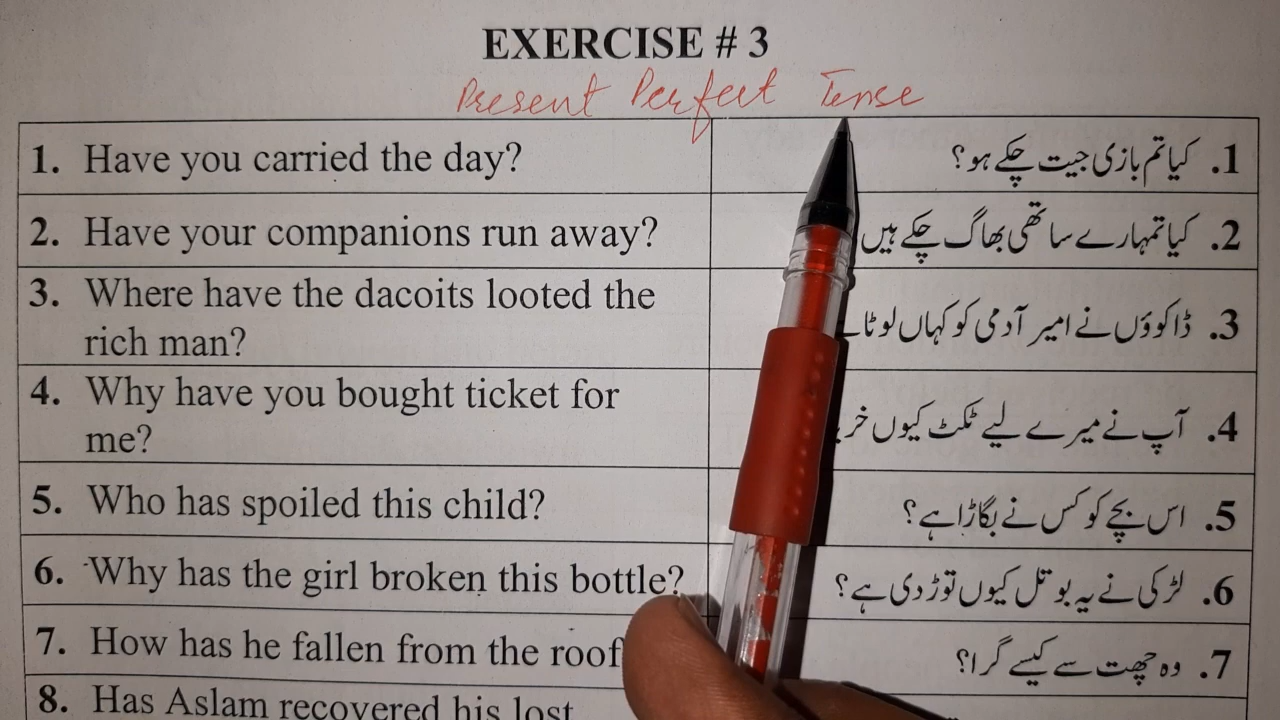 EXERCISE # 3
Present Perfect Tense
1. Have you carried the day?
1. کیا تم بازی جیت چکے ہو؟
2. Have your companions run away?
2. کیا تمہارے ساتھی بھاگ چکے ہیں
3. Where have the dacoits looted the
rich man?
3. ڈاکوؤں نے امیر آدمی کو کہاں لوٹا
4. Why have you bought ticket for
me?
4. آپ نے میرے لیے ٹکٹ کیوں
5. Who has spoiled this child?
5. اس بچے کو کس نے بگاڑا ہے؟
6. Why has the girl broken this bottle?
6. لڑکی نے یہ بوتل کیوں توڑ دی ہے؟
7. How has he fallen from the roof
7. وہ چھت سے کیسے گرا؟
8. Has Aslam recovered his lost